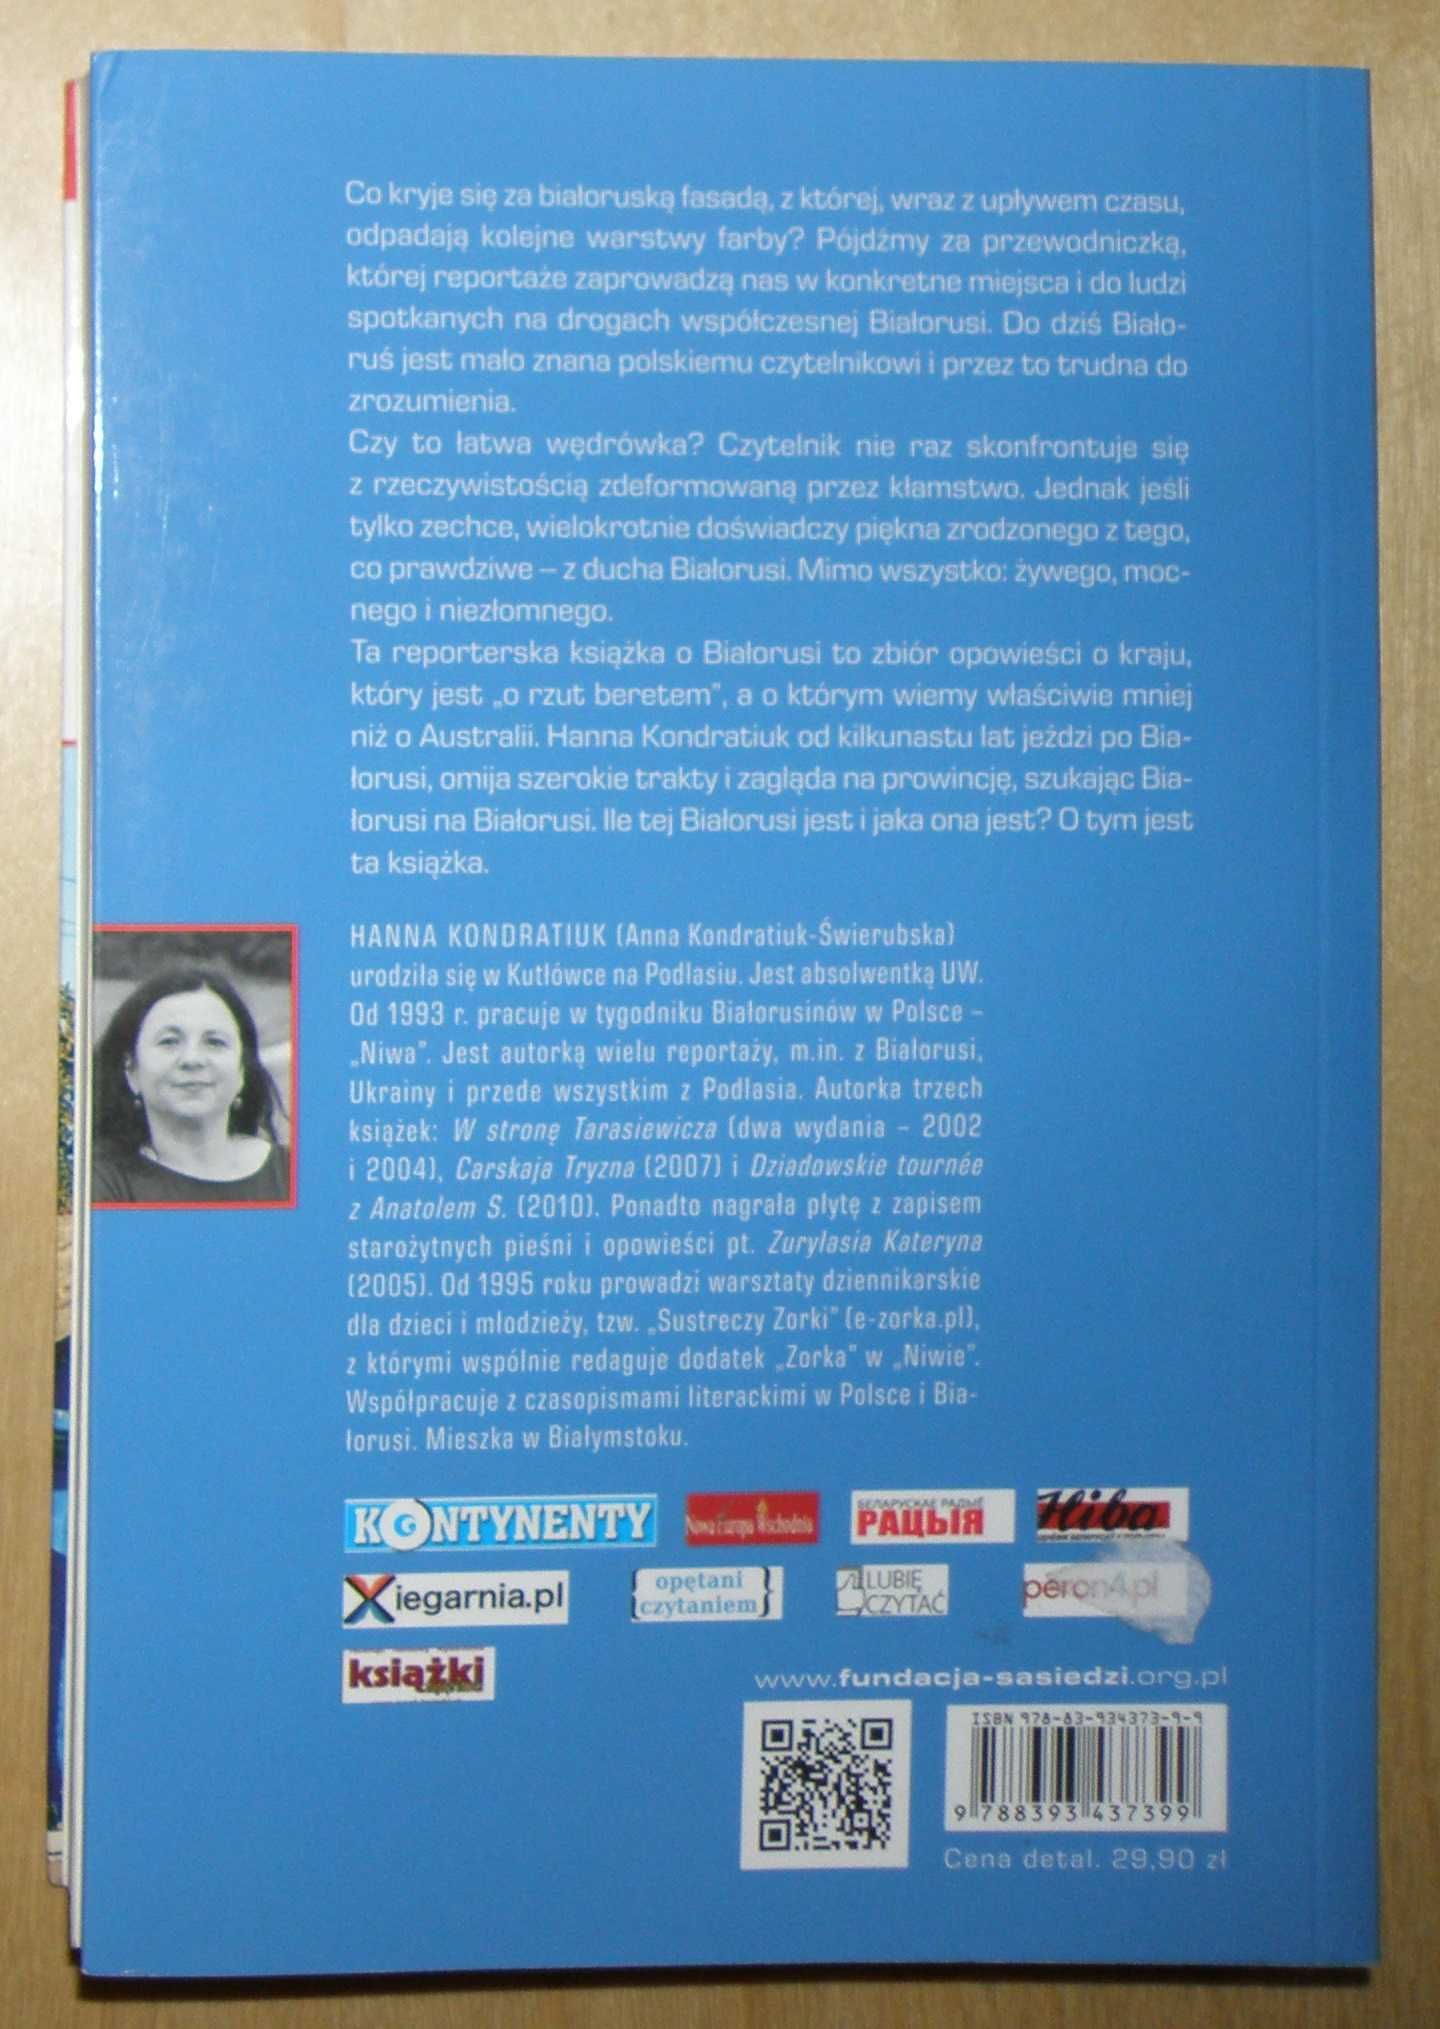 Co kryje się za białoruską fasadą, z której, wraz z upływem czasu,
odpadają kolejne warstwy farby? Pójdźmy za przewodniczką,
której reportaże zaprowadzą nas w konkretne miejsca i do ludzi
spotkanych na drogach współczesnej Białorusi. Do dziś Biało-
ruś jest mało znana polskiemu czytelnikowi i przez to trudna do
zrozumienia.
Czy to łatwa wędrówka? Czytelnik nie raz skonfrontuje się
z rzeczywistością zdeformowaną przez kłamstwo. Jednak jeśli
tylko zechce, wielokrotnie doświadczy piękna zrodzonego z tego,
co prawdziwe – z ducha Białorusi. Mimo wszystko: żywego, moc-
nego i niezłomnego.
Ta reporterska książka o Białorusi to zbiór opowieści o kraju,
który jest „o rzut beretem", a o którym wiemy właściwie mniej
niż o Australii. Hanna Kondratiuk od kilkunastu lat jeździ po Bia-
łorusi, omija szerokie trakty i zagląda na prowincję, szukając Bia-
łorusi na Białorusi. Ile tej Białorusi jest i jaka ona jest? O tym jest
ta książka.
HANNA KONDRATIUK (Anna Kondratiuk-Świerubska)
urodziła się w Kutłówce na Podlasiu. Jest absolwentką UW.
Od 1993 r. pracuje w tygodniku Białorusinów w Polsce –
„Niwa". Jest autorką wielu reportaży, m.in. z Białorusi,
Ukrainy i przede wszystkim z Podlasia. Autorka trzech
książek: W stronę Tarasiewicza (dwa wydania – 2002
i 2004), Carskaja Tryzna (2007) i Dziadowskie tournée
z Anatolem S. (2010). Ponadto nagrała płytę z zapisem
starożytnych pieśni i opowieści pt. Zurylasia Kateryna
(2005). Od 1995 roku prowadzi warsztaty dziennikarskie
dla dzieci i młodzieży, tzw. „Sustreczy Zorki" (e-zorka.pl),
z którymi wspólnie redaguje dodatek „Zorka" w „Niwie".
Współpracuje z czasopismami literackimi w Polsce i Bia-
łorusi. Mieszka w Białymstoku.
KONTYNENTY
Nowa Europa Wschodnia
БЕЛАРУСКАЕ РАДЫЁ
РАЦЫЯ
Niba
Xiegarnia.pl
{opętani
czytaniem}
LUBIĘ
CZYTAĆ
peron4.pl
książki
www.fundacja-sasiedzi.org.pl
ISBN 978-83-934373-9-9
9 788393 437399
Cena detal. 29,90 zł